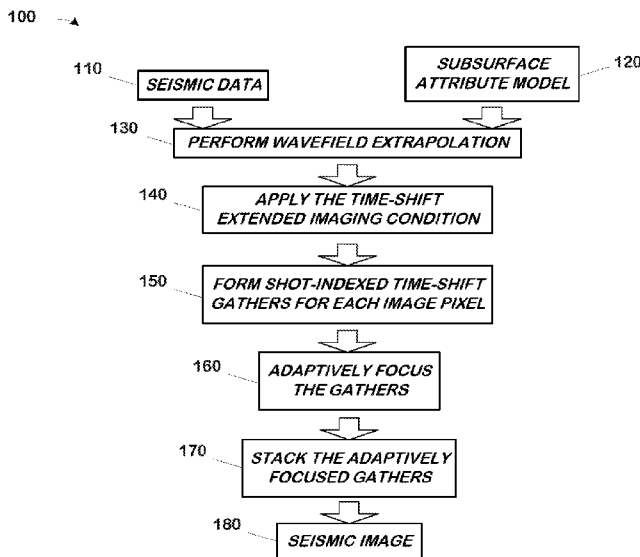 100
110
SEISMIC DATA
SUBSURFACE
ATTRIBUTE MODEL
120
130
PERFORM WAVEFIELD EXTRAPOLATION
140
APPLY THE TIME-SHIFT
EXTENDED IMAGING CONDITION
150
FORM SHOT-INDEXED TIME-SHIFT
GATHERS FOR EACH IMAGE PIXEL
160
ADAPTIVELY FOCUS
THE GATHERS
170
STACK THE ADAPTIVELY
FOCUSED GATHERS
180
SEISMIC IMAGE